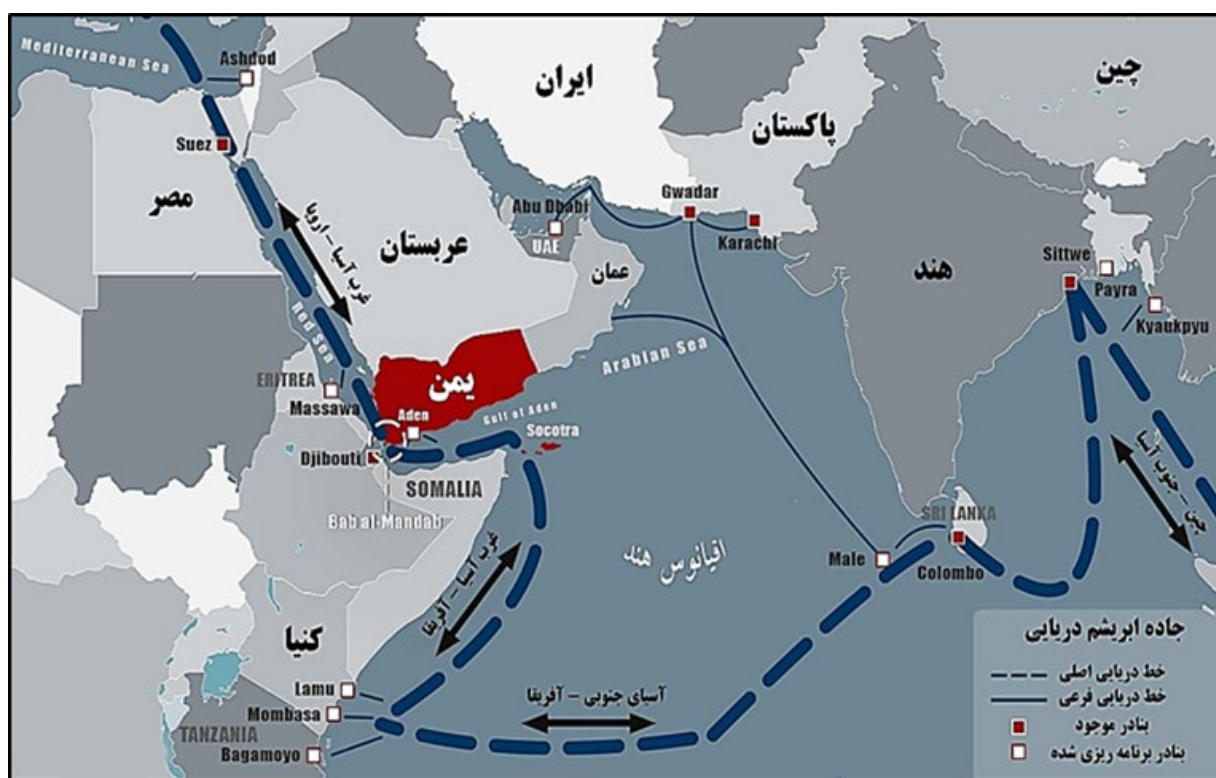 Mediterranean Sea
Ashdod
ایران
چین
پاکستان
Suez
مصر
Gwadar
Abu Dhabi
UAE
Karachi
غرب آسیا - اروپا
عربستان
عمان
هند
Sittwe
Payra
Kyaukpyu
Red Sea
Arabian Sea
ERITREA
Massawa
یمن
Aden
Gulf of Aden
Socotra
Djibouti
SOMALIA
Bab al-Mandab
چین - جنوب آسیا
SRI LANKA
Male
Colombo
اقیانوس هند
غرب آسیا - آفریقا
کنیا
Lamu
Mombasa
TANZANIA
Bagamoyo
آسیای جنوبی - آفریقا
جاده ابریشم دریایی
خط دریایی اصلی
خط دریایی فرعی
بنادر موجود
بنادر برنامه ریزی شده